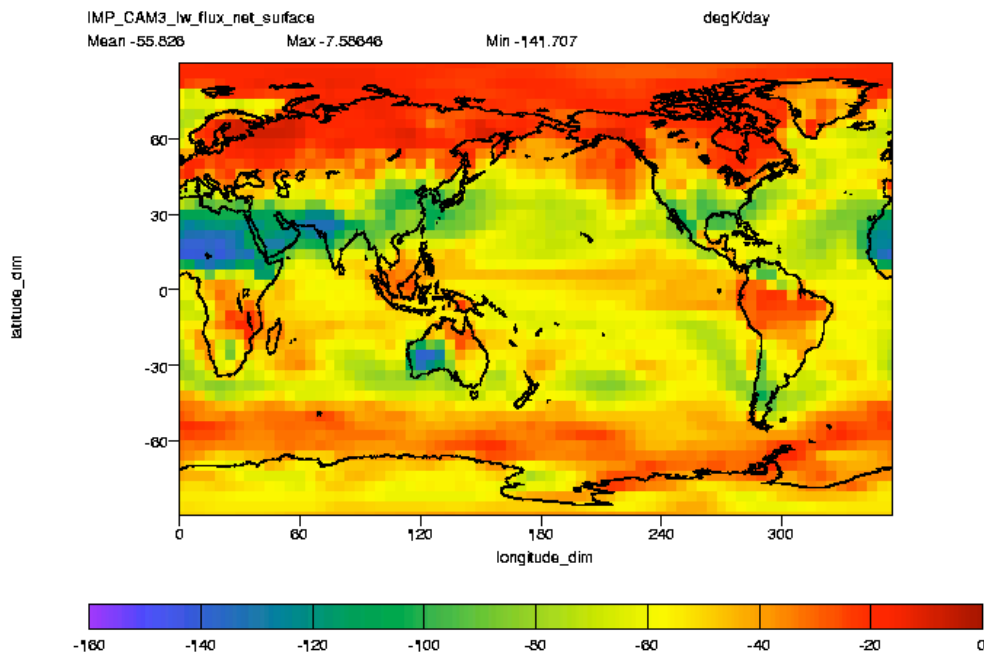 IMP_CAM3_lw_flux_net_surface degK/day
Mean -55.826 Max -7.58646 Min -141.707
60
30
0
-30
-60
latitude_dim
0 60 120 180 240 300
longitude_dim
-160 -140 -120 -100 -80 -60 -40 -20 0